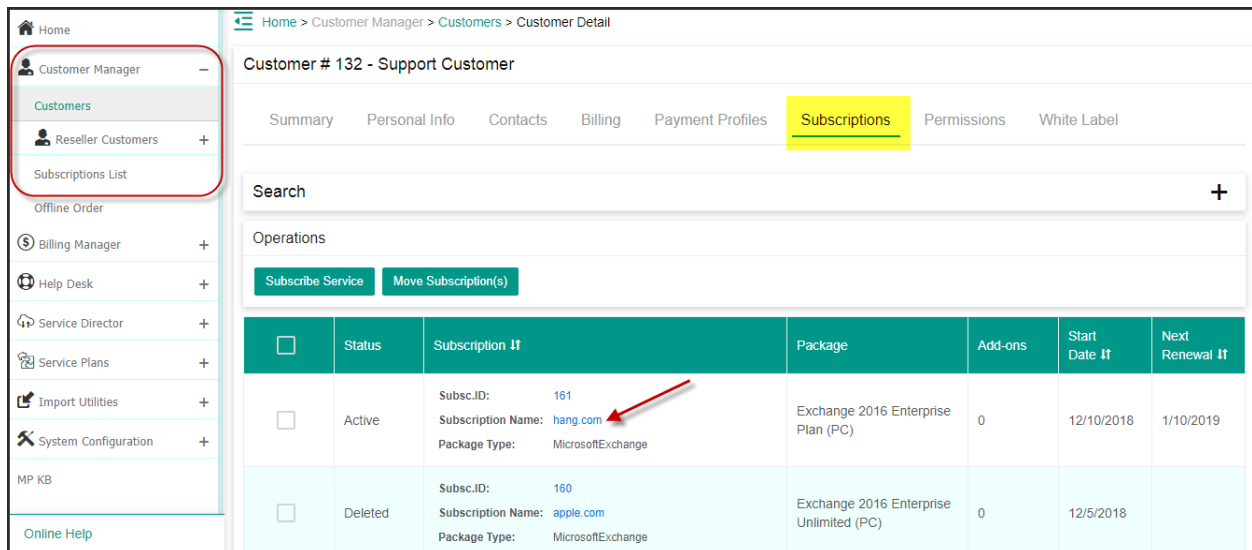 Home
Customer Manager
Customers
Reseller Customers
Subscriptions List
Offline Order
Billing Manager
Help Desk
Service Director
Service Plans
Import Utilities
System Configuration
MP KB
Online Help
Home > Customer Manager > Customers > Customer Detail
Customer # 132 - Support Customer
Summary Personal Info Contacts Billing Payment Profiles Subscriptions Permissions White Label
Search
Operations
Subscribe Service Move Subscription(s)
Status Subscription Package Add-ons Start Date Next Renewal
Active
Subsc.ID: 161
Subscription Name: hang.com
Package Type: MicrosoftExchange
Exchange 2016 Enterprise
Plan (PC)
0
12/10/2018
1/10/2019
Deleted
Subsc.ID: 160
Subscription Name: apple.com
Package Type: MicrosoftExchange
Exchange 2016 Enterprise
Unlimited (PC)
0
12/5/2018